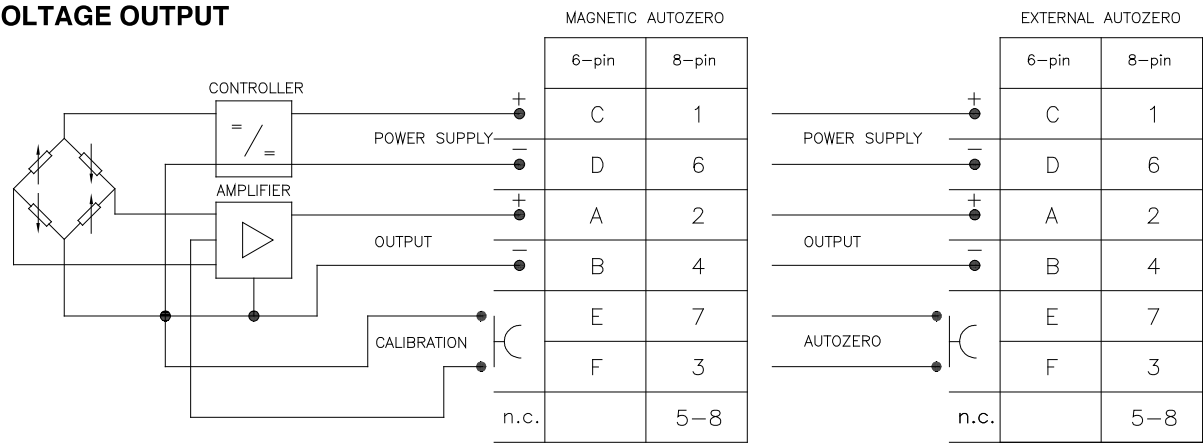 OLTAGE OUTPUT
MAGNETIC AUTOZERO
EXTERNAL AUTOZERO
6-pin 8-pin
6-pin 8-pin
CONTROLLER
= / =
POWER SUPPLY
+ C 1
− D 6
POWER SUPPLY
+ C 1
− D 6
AMPLIFIER
OUTPUT
+ A 2
− B 4
OUTPUT
+ A 2
− B 4
CALIBRATION
E 7
F 3
AUTOZERO
E 7
F 3
n.c. 5-8
n.c. 5-8